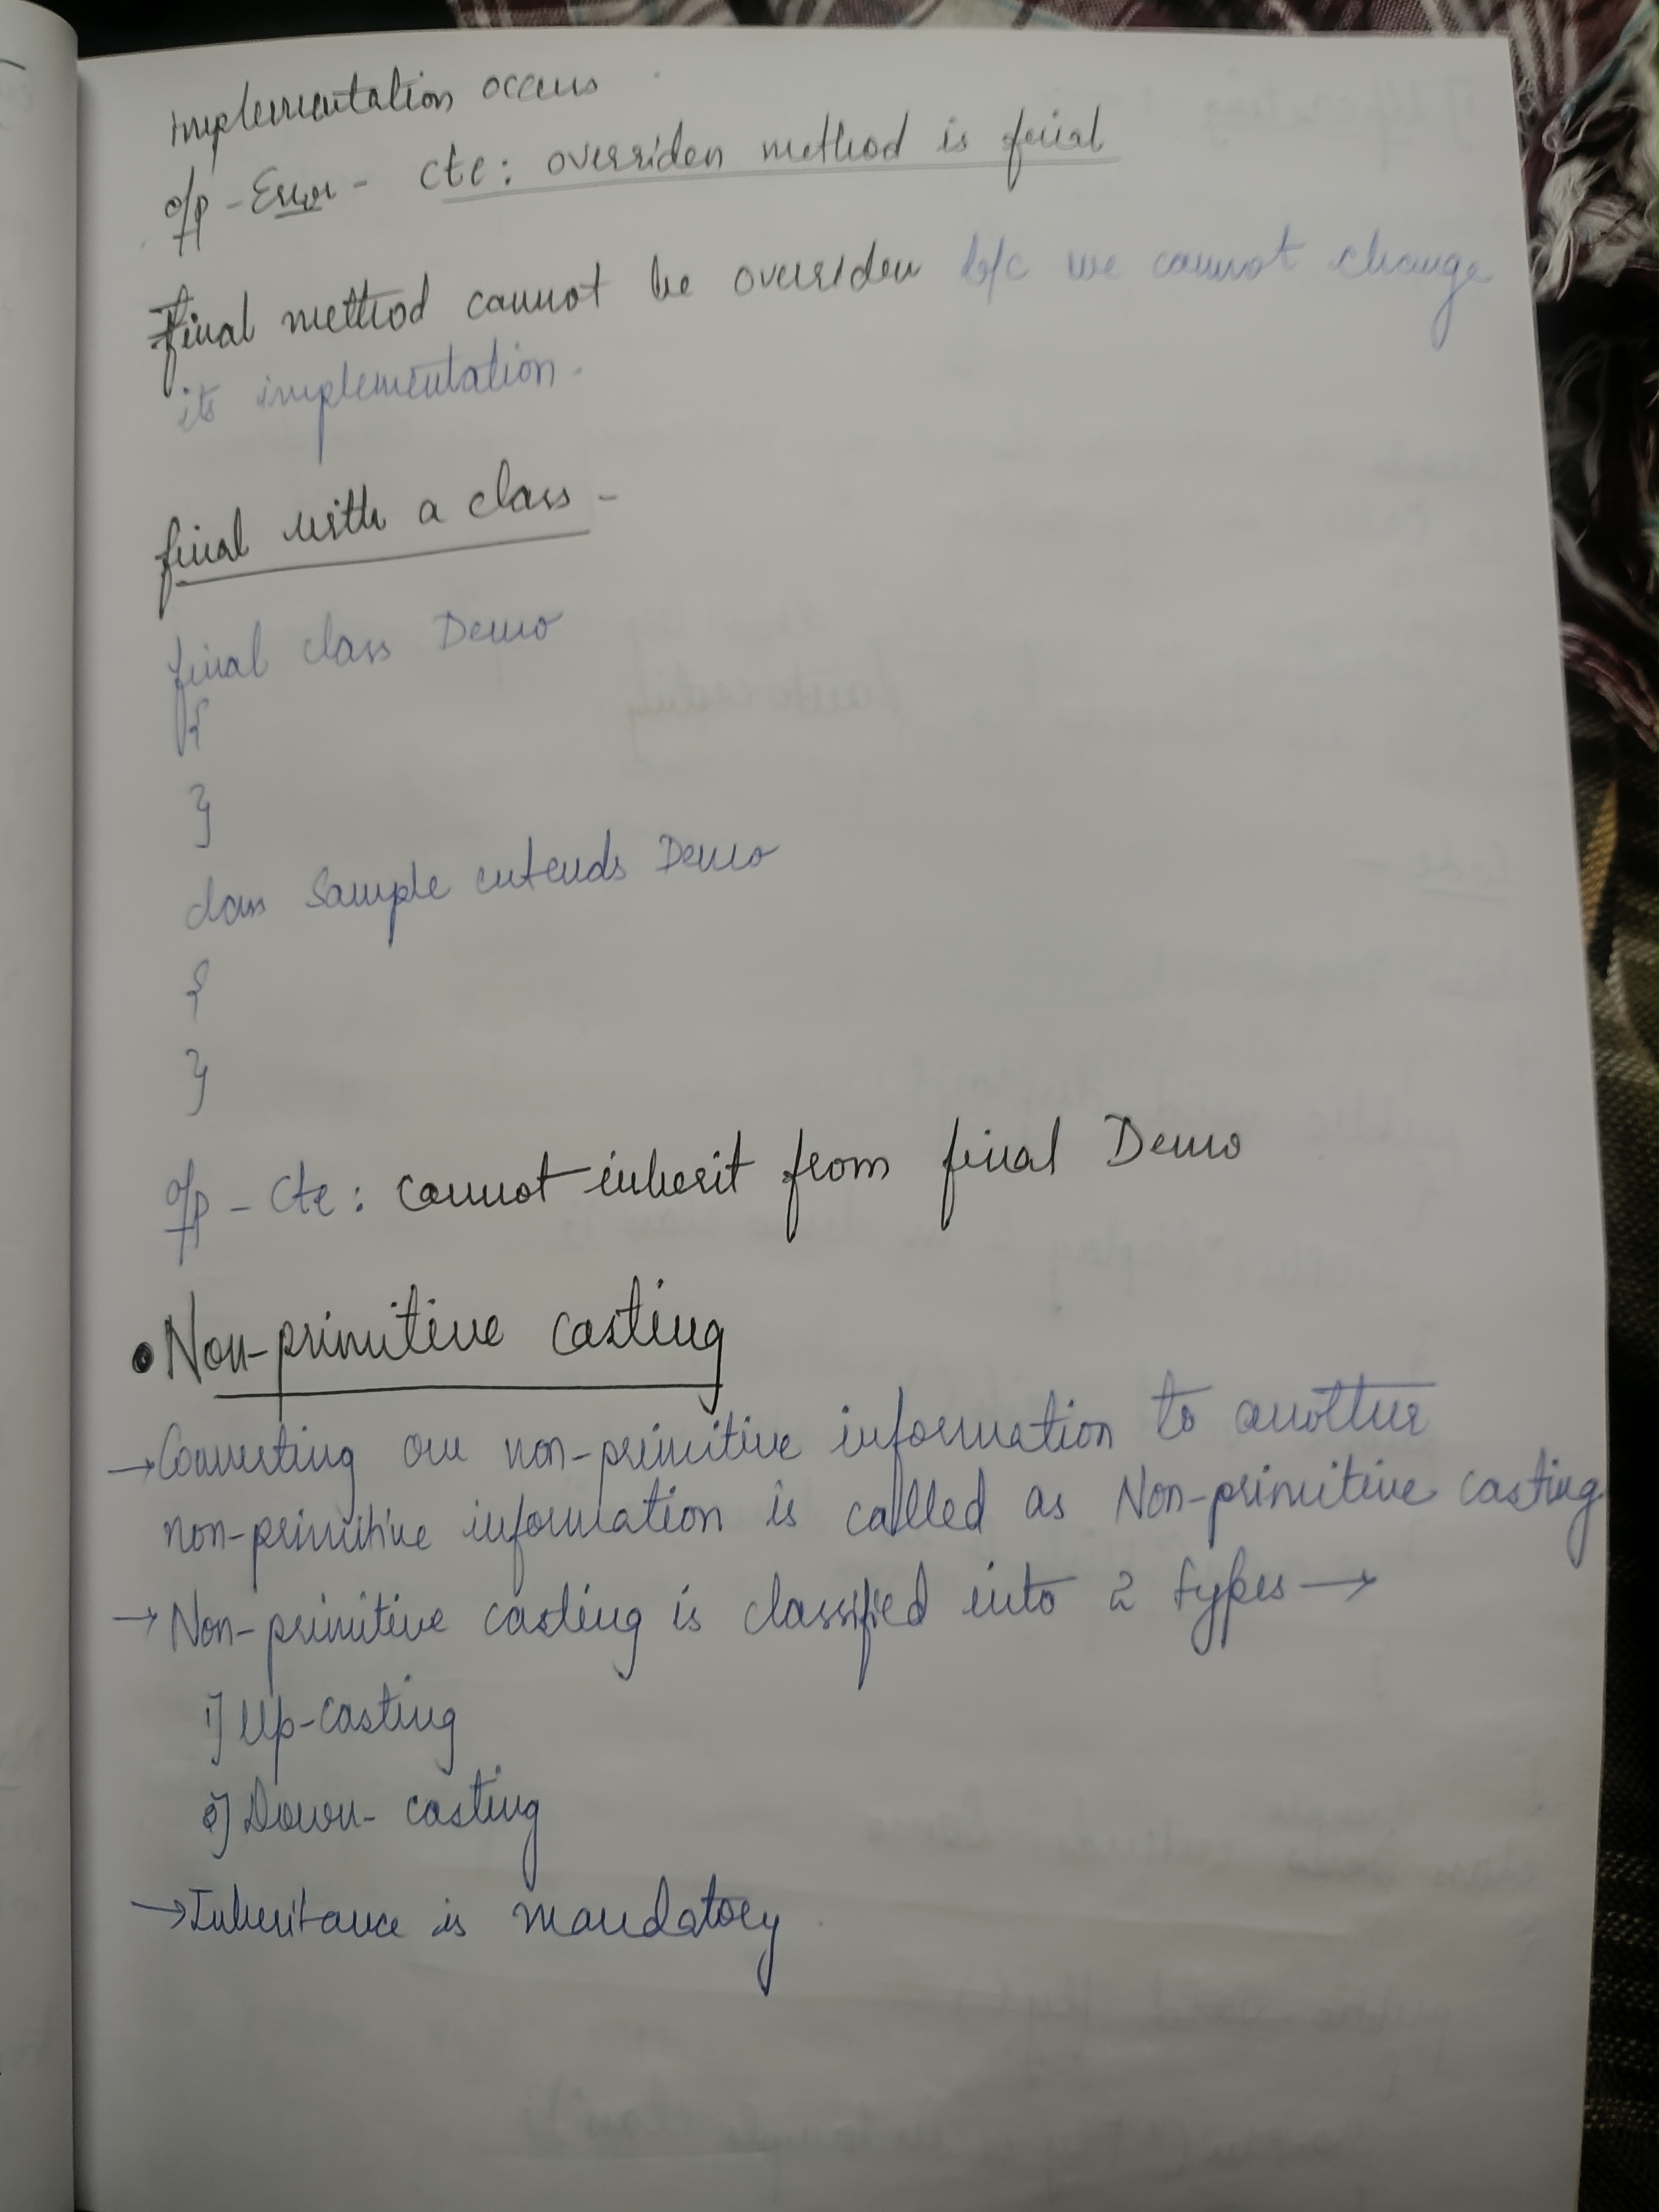 Implementation occurs
o/p - Error - Cte: overriden method is final
final method cannot be overriden b/c we cannot change
its implementation.
final with a class -
final class Demo
{
}
class Sample extends Demo
{
}
o/p - Cte: cannot inherit from final Demo
• Non-primitive casting
→ Converting one non-primitive information to another
non-primitive information is called as Non-primitive casting
→ Non-primitive casting is classified into 2 types →
1) Up-casting
2) Down-casting
→ Inheritance is mandatory